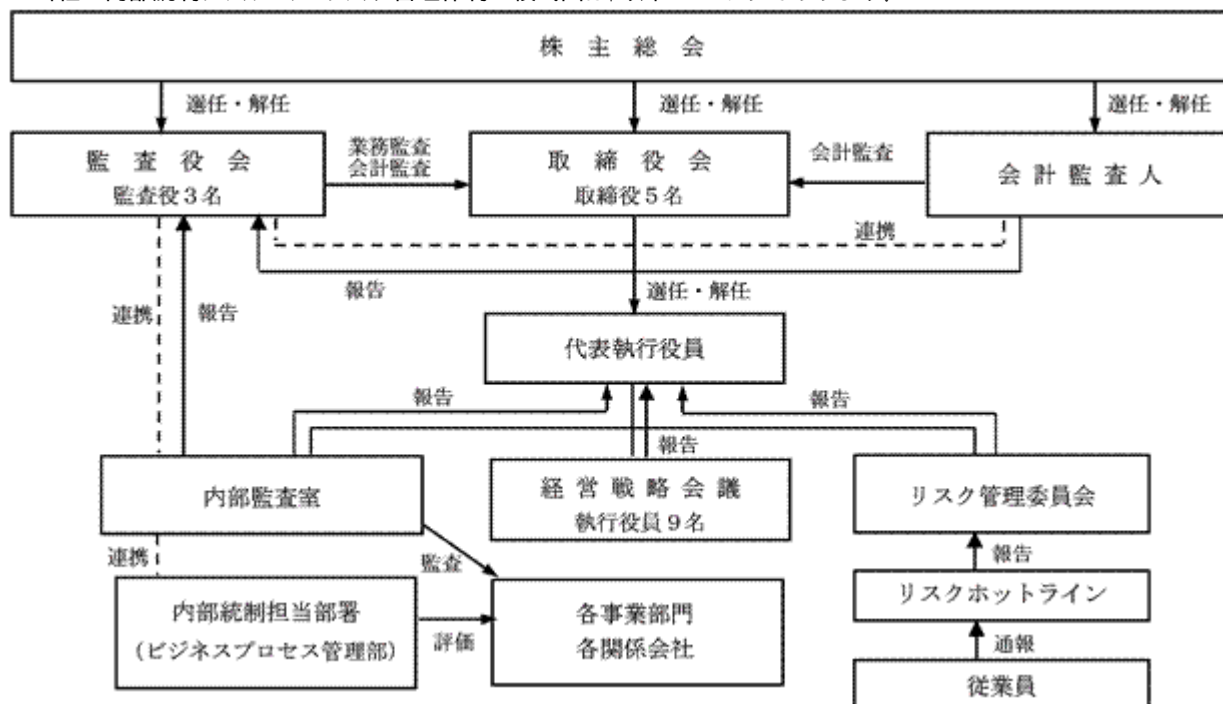 株主総会
選任・解任
選任・解任
選任・解任
監査役会
監査役3名
業務監査
会計監査
取締役会
取締役5名
会計監査
会計監査人
連携
報告
選任・解任
連携
報告
代表執行役員
報告
報告
報告
内部監査室
経営戦略会議
執行役員9名
リスク管理委員会
連携
監査
報告
内部統制担当部署
(ビジネスプロセス管理部)
評価
各事業部門
各関係会社
リスクホットライン
通報
従業員